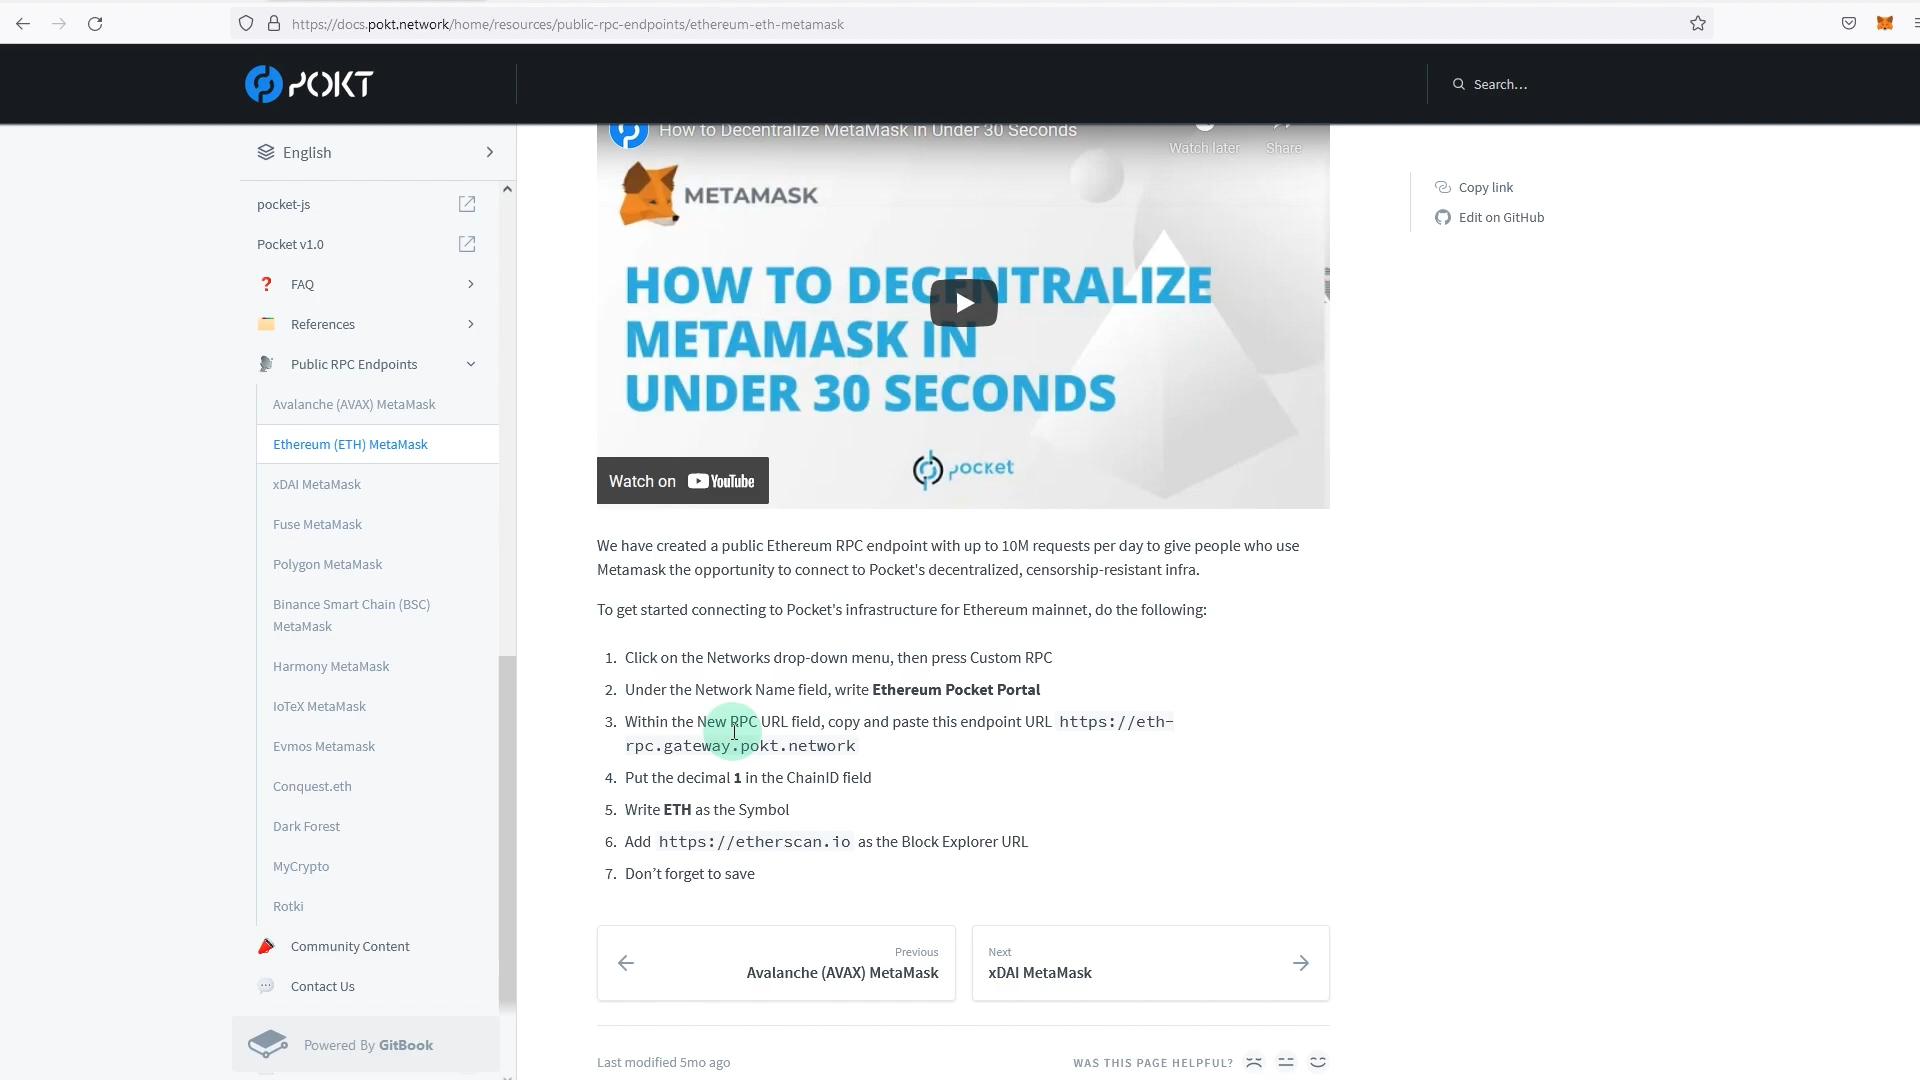 https://docs.pokt.network/home/resources/public-rpc-endpoints/ethereum-eth-metamask
POKT
Search...
English
pocket-js
Pocket v1.0
FAQ
References
Public RPC Endpoints
Avalanche (AVAX) MetaMask
Ethereum (ETH) MetaMask
xDAI MetaMask
Fuse MetaMask
Polygon MetaMask
Binance Smart Chain (BSC)
MetaMask
Harmony MetaMask
IoTeX MetaMask
Evmos Metamask
Conquest.eth
Dark Forest
MyCrypto
Rotki
Community Content
Contact Us
Powered By GitBook
How to Decentralize MetaMask in Under 30 Seconds
Watch later
Share
METAMASK
HOW TO DECENTRALIZE
METAMASK IN
UNDER 30 SECONDS
Watch on YouTube
pocket
We have created a public Ethereum RPC endpoint with up to 10M requests per day to give people who use
Metamask the opportunity to connect to Pocket's decentralized, censorship-resistant infra.
To get started connecting to Pocket's infrastructure for Ethereum mainnet, do the following:
1. Click on the Networks drop-down menu, then press Custom RPC
2. Under the Network Name field, write Ethereum Pocket Portal
3. Within the New RPC URL field, copy and paste this endpoint URL https://eth-
rpc.gateway.pokt.network
4. Put the decimal 1 in the ChainID field
5. Write ETH as the Symbol
6. Add https://etherscan.io as the Block Explorer URL
7. Don’t forget to save
Previous
Avalanche (AVAX) MetaMask
Next
xDAI MetaMask
Last modified 5mo ago
WAS THIS PAGE HELPFUL?
Copy link
Edit on GitHub